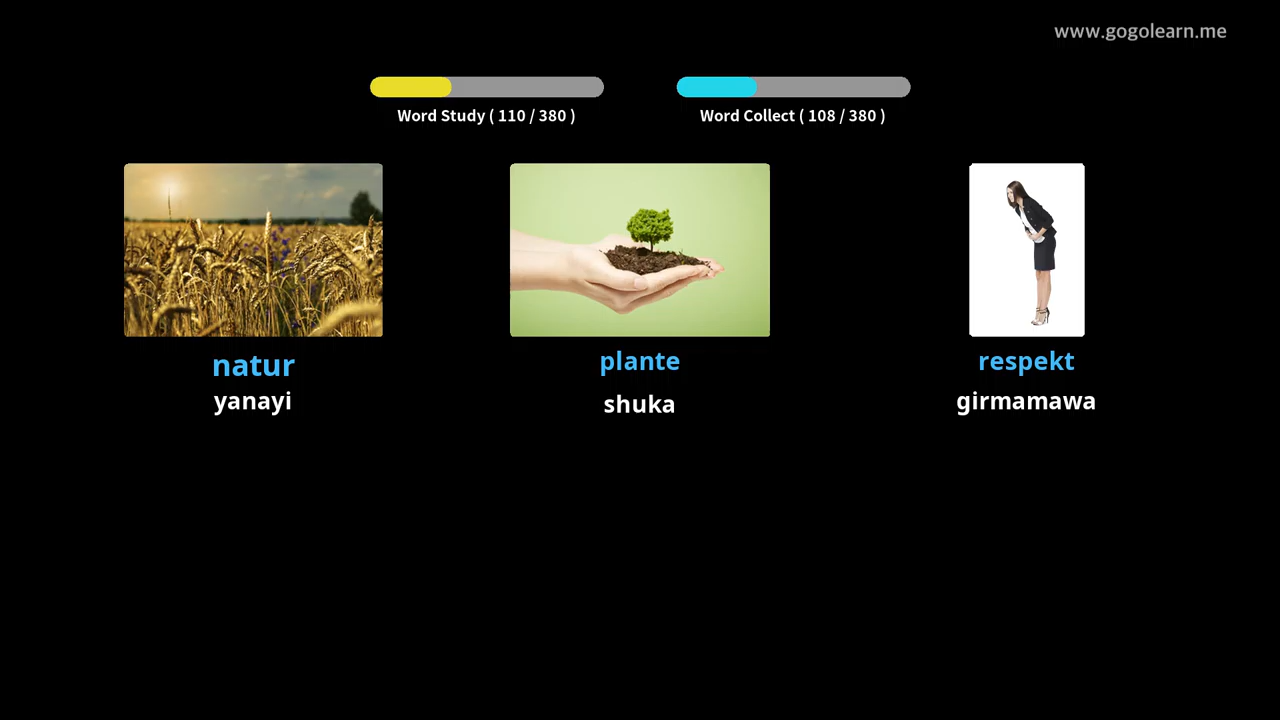 www.gogolearn.me
Word Study ( 110 / 380 )
Word Collect ( 108 / 380 )
natur
plante
respekt
yanayi
shuka
girmamawa